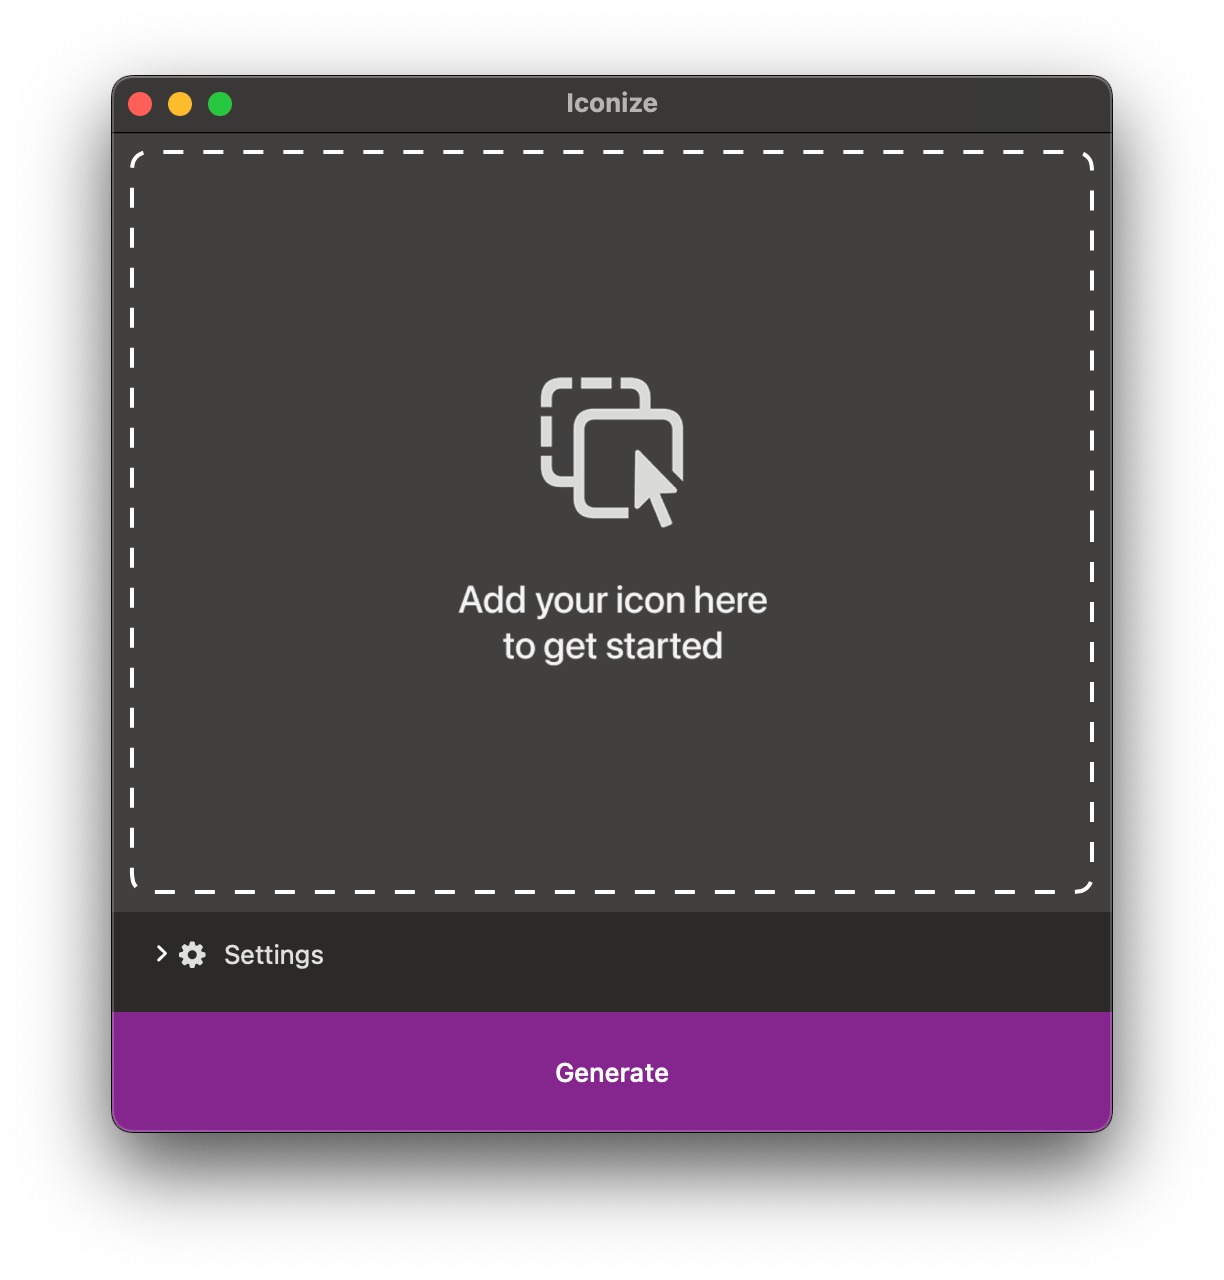 Iconize
Add your icon here
to get started
Settings
Generate